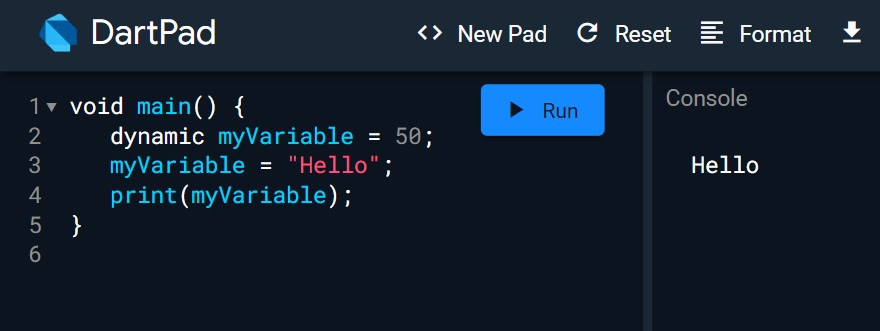 DartPad
<> New Pad Reset Format
Run
Console
1 void main() {
2 dynamic myVariable = 50;
3 myVariable = "Hello";
4 print(myVariable);
5 }
6
Hello